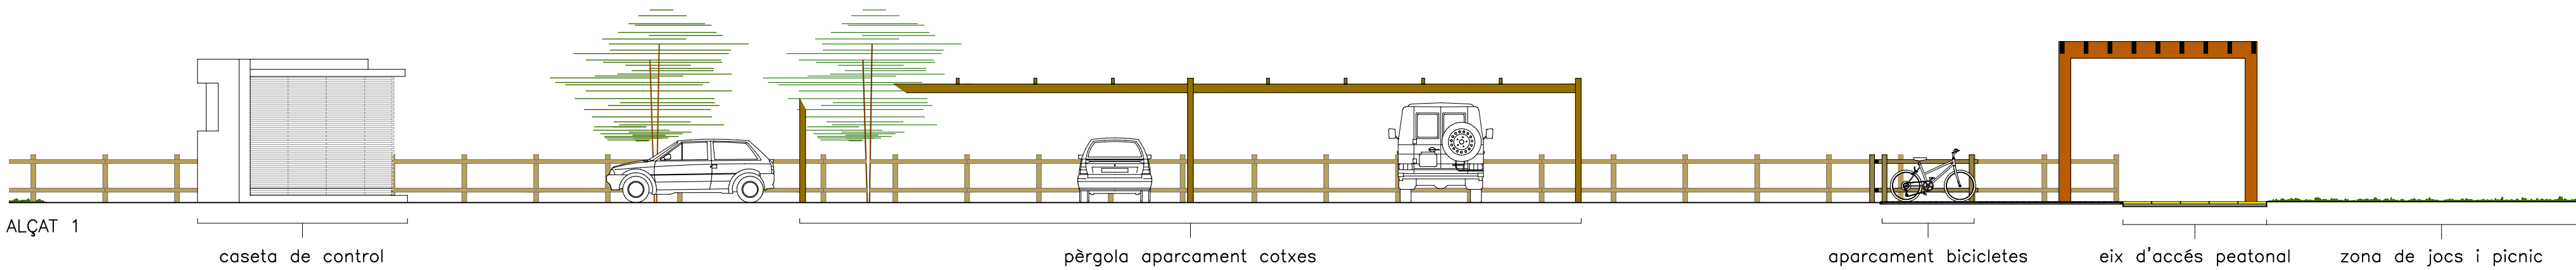 ALÇAT 1
caseta de control
pèrgola aparcament cotxes
aparcament bicicletes
eix d'accés peatonal
zona de jocs i picnic